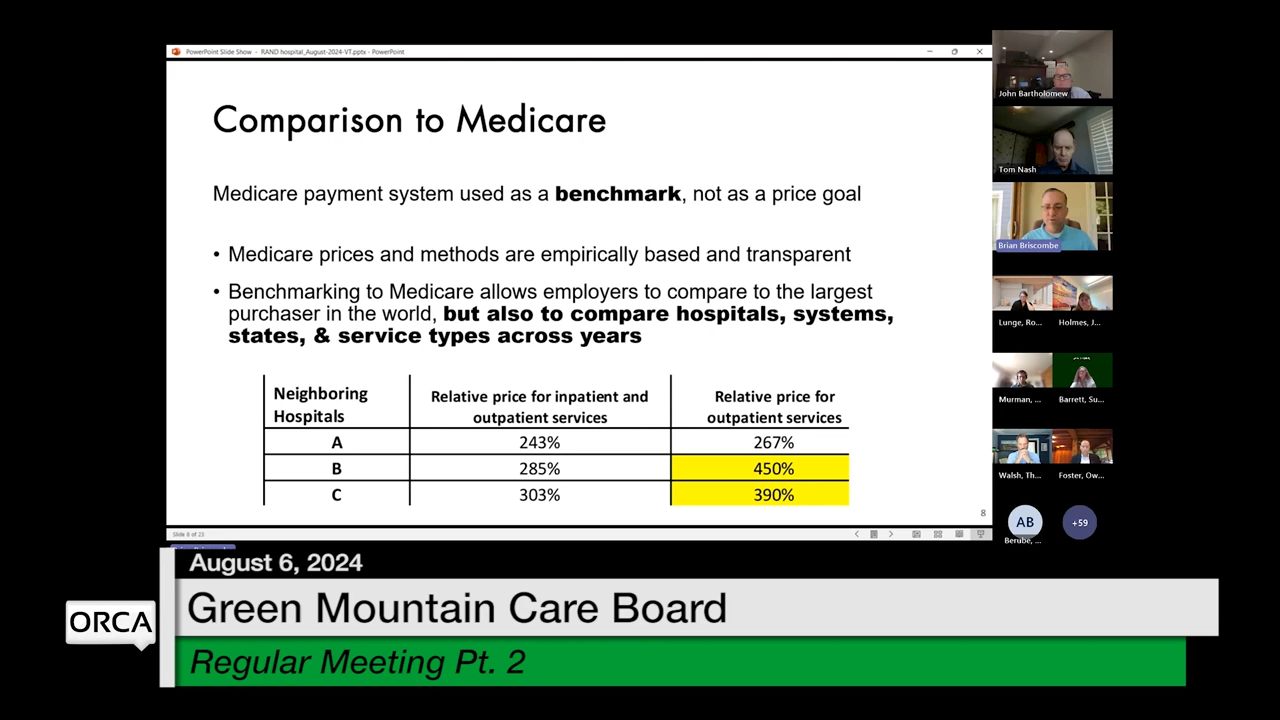 PowerPoint Slide Show - RAND hospital_August-2024-VT.pptx - PowerPoint
Comparison to Medicare
Medicare payment system used as a benchmark, not as a price goal
• Medicare prices and methods are empirically based and transparent
• Benchmarking to Medicare allows employers to compare to the largest
purchaser in the world, but also to compare hospitals, systems,
states, & service types across years
Neighboring Hospitals | Relative price for inpatient and outpatient services | Relative price for outpatient services
A 243% 267%
B 285% 450%
C 303% 390%
8
Slide 8 of 23
John Bartholomew
Tom Nash
Brian Briscombe
Lunge, Ro... Holmes, J...
Murman, ... Barrett, Su...
Walsh, Th... Foster, Ow...
AB +59
Berube, ...
August 6, 2024
ORCA
Green Mountain Care Board
Regular Meeting Pt. 2